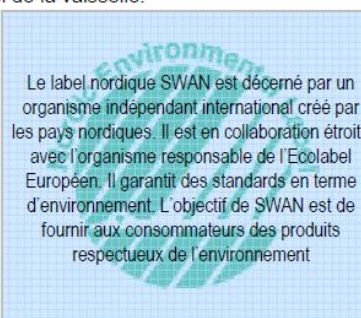 de la vaisselle.
Environmen
Le label nordique SWAN est décerné par un
organisme indépendant international créé par
les pays nordiques. Il est en collaboration étroit
avec l'organisme responsable de l'Ecolabel
Européen. Il garantit des standards en terme
d'environnement. L'objectif de SWAN est de
fournir aux consommateurs des produits
respectueux de l'environnement